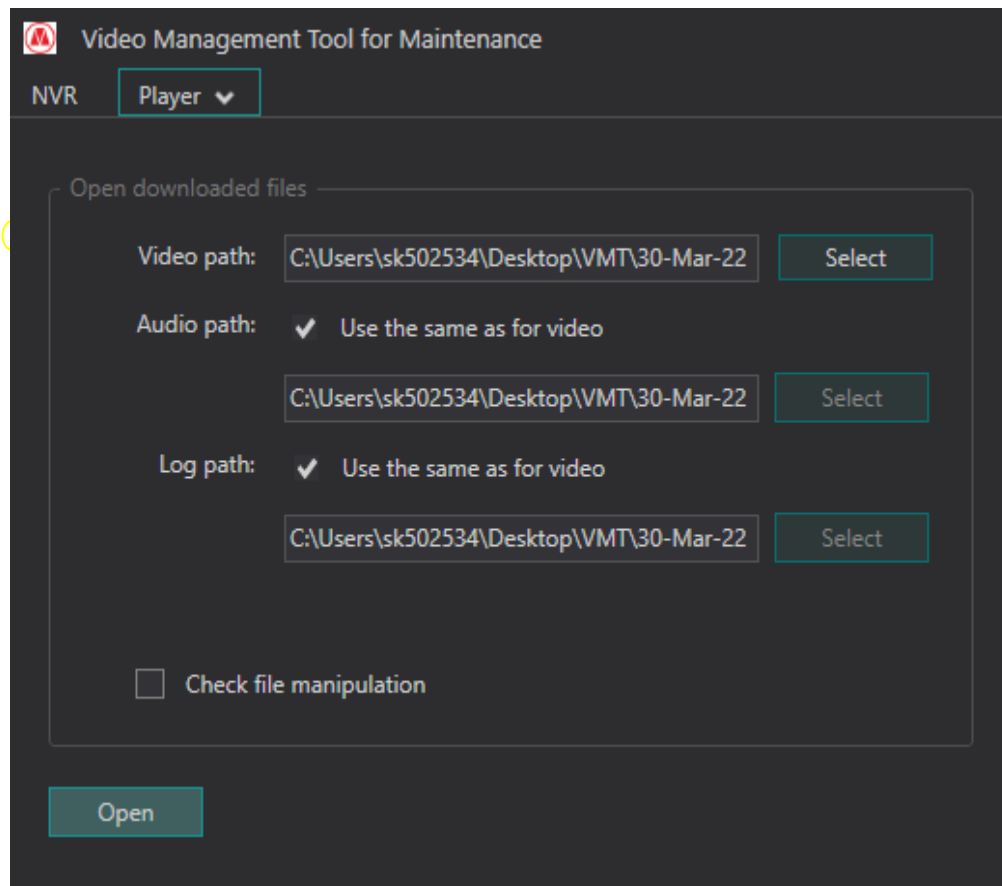 Video Management Tool for Maintenance
NVR Player
Open downloaded files
Video path: C:\Users\sk502534\Desktop\VMT\30-Mar-22 Select
Audio path: Use the same as for video
C:\Users\sk502534\Desktop\VMT\30-Mar-22 Select
Log path: Use the same as for video
C:\Users\sk502534\Desktop\VMT\30-Mar-22 Select
Check file manipulation
Open